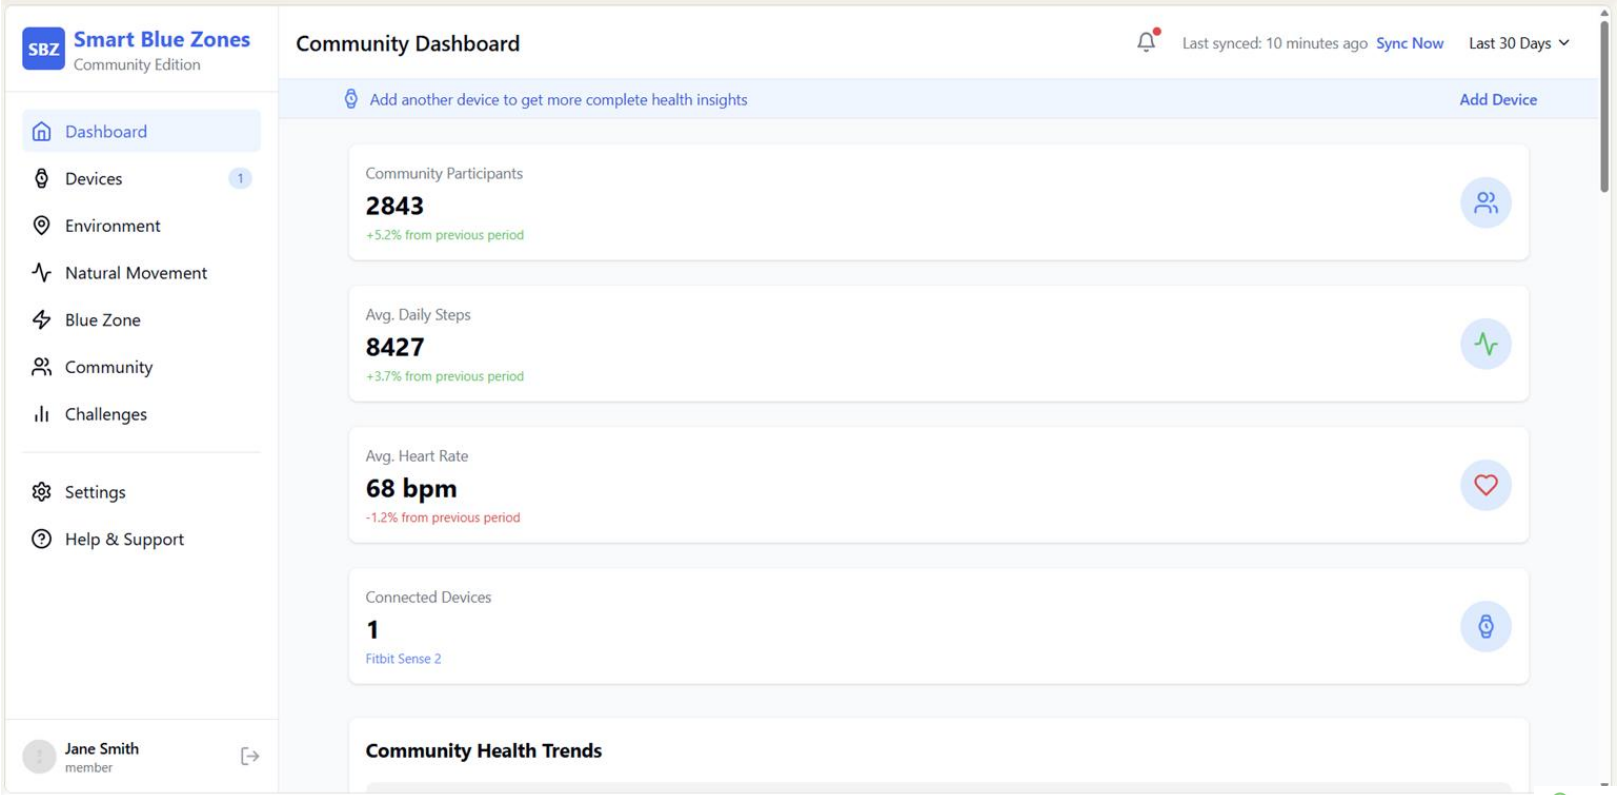 SBZ
Smart Blue Zones
Community Edition
Dashboard
Devices 1
Environment
Natural Movement
Blue Zone
Community
Challenges
Settings
Help & Support
Jane Smith
member
Community Dashboard
Last synced: 10 minutes ago Sync Now Last 30 Days
Add another device to get more complete health insights Add Device
Community Participants
2843
+5.2% from previous period
Avg. Daily Steps
8427
+3.7% from previous period
Avg. Heart Rate
68 bpm
-1.2% from previous period
Connected Devices
1
Fitbit Sense 2
Community Health Trends